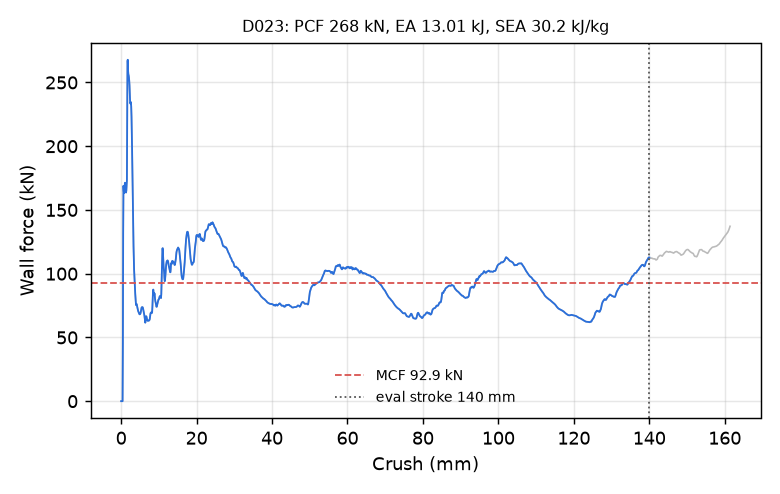 D023: PCF 268 kN, EA 13.01 kJ, SEA 30.2 kJ/kg
Wall force (kN)
250
200
150
100
50
0
MCF 92.9 kN
eval stroke 140 mm
0 20 40 60 80 100 120 140 160
Crush (mm)